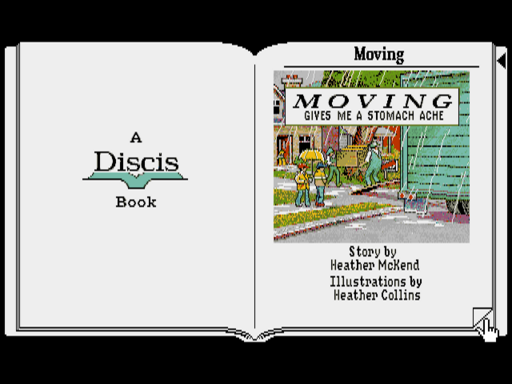 A
Discis
Book
Moving
MOVING
GIVES ME A STOMACH ACHE
Story by
Heather McKend
Illustrations by
Heather Collins